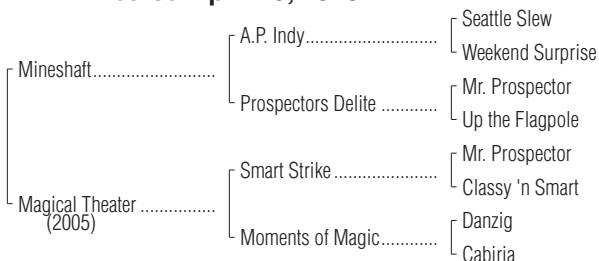 Seattle Slew
A.P. Indy
Weekend Surprise
Mineshaft
Mr. Prospector
Prospectors Delite
Up the Flagpole
Mr. Prospector
Smart Strike
Classy 'n Smart
Magical Theater
(2005)
Danzig
Moments of Magic
Cabiria